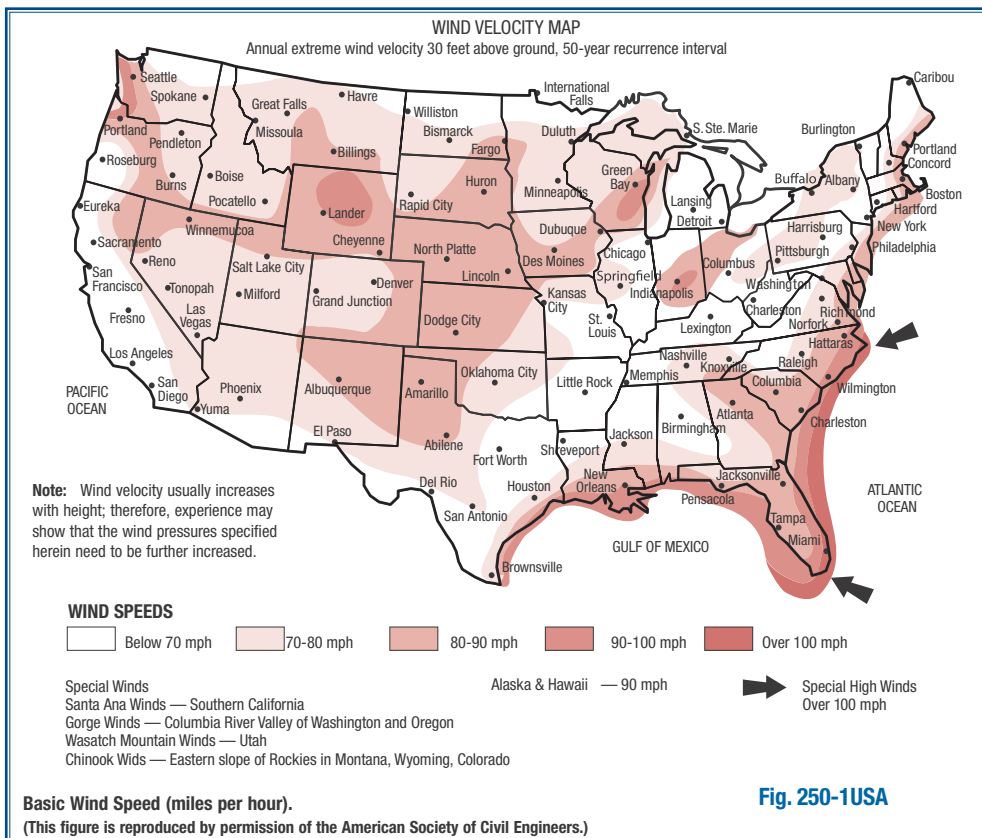 WIND VELOCITY MAP
Annual extreme wind velocity 30 feet above ground, 50-year recurrence interval
Seattle
Spokane
Portland
Pendleton
Roseburg
Burns
Eureka
Great Falls
Missoula
Havre
Billings
Boise
Pocatello
Lander
Cheyenne
Winnemucoa
Sacramento
Reno
San
Francisco
Tonopah
Fresno
Las
Vegas
Los Angeles
San
Diego
Yuma
Phoenix
Salt Lake City
Milford
Grand Junction
Denver
Albuquerque
El Paso
Williston
Bismarck
Fargo
Rapid City
Huron
North Platte
Lincoln
Dodge City
Oklahoma City
Amarillo
Abilene
Fort Worth
Del Rio
San Antonio
Houston
Brownsville
International
Falls
Duluth
Minneapolis
Green
Bay
S. Ste. Marie
Dubuque
Des Moines
Chicago
Lansing
Detroit
Springfield
Kansas
City
St.
Louis
Indianapolis
Columbus
Lexington
Little Rock
Memphis
Nashville
Knoxville
Shreveport
Jackson
Birmingham
Atlanta
New
Orleans
Pensacola
Jacksonville
Tampa
Miami
Columbia
Charleston
Wilmington
Raleigh
Hattaras
Norfork
Richmond
Charleston
Washington
Pittsburgh
Harrisburg
Philadelphia
New York
Hartford
Boston
Concord
Portland
Albany
Buffalo
Burlington
Caribou
PACIFIC
OCEAN
ATLANTIC
OCEAN
GULF OF MEXICO
Note: Wind velocity usually increases
with height; therefore, experience may
show that the wind pressures specified
herein need to be further increased.
WIND SPEEDS
Below 70 mph
70-80 mph
80-90 mph
90-100 mph
Over 100 mph
Special Winds
Santa Ana Winds — Southern California
Gorge Winds — Columbia River Valley of Washington and Oregon
Wasatch Mountain Winds — Utah
Chinook Wids — Eastern slope of Rockies in Montana, Wyoming, Colorado
Alaska & Hawaii — 90 mph
Special High Winds
Over 100 mph
Basic Wind Speed (miles per hour).
(This figure is reproduced by permission of the American Society of Civil Engineers.)
Fig. 250-1USA